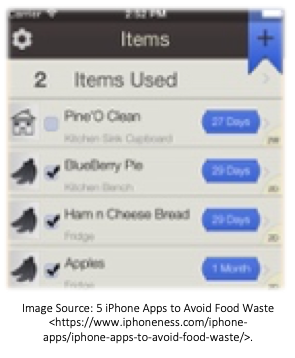 Carrier 2:52 PM
Items
+
2 Items Used
Pine'O Clean
Kitchen Sink Cupboard
27 Days
BlueBerry Pie
Kitchen Bench
29 Days
Ham n Cheese Bread
Fridge
29 Days
Apples
Fridge
1 Month
Image Source: 5 iPhone Apps to Avoid Food Waste
<https://www.iphoneness.com/iphone-
apps/iphone-apps-to-avoid-food-waste/>.